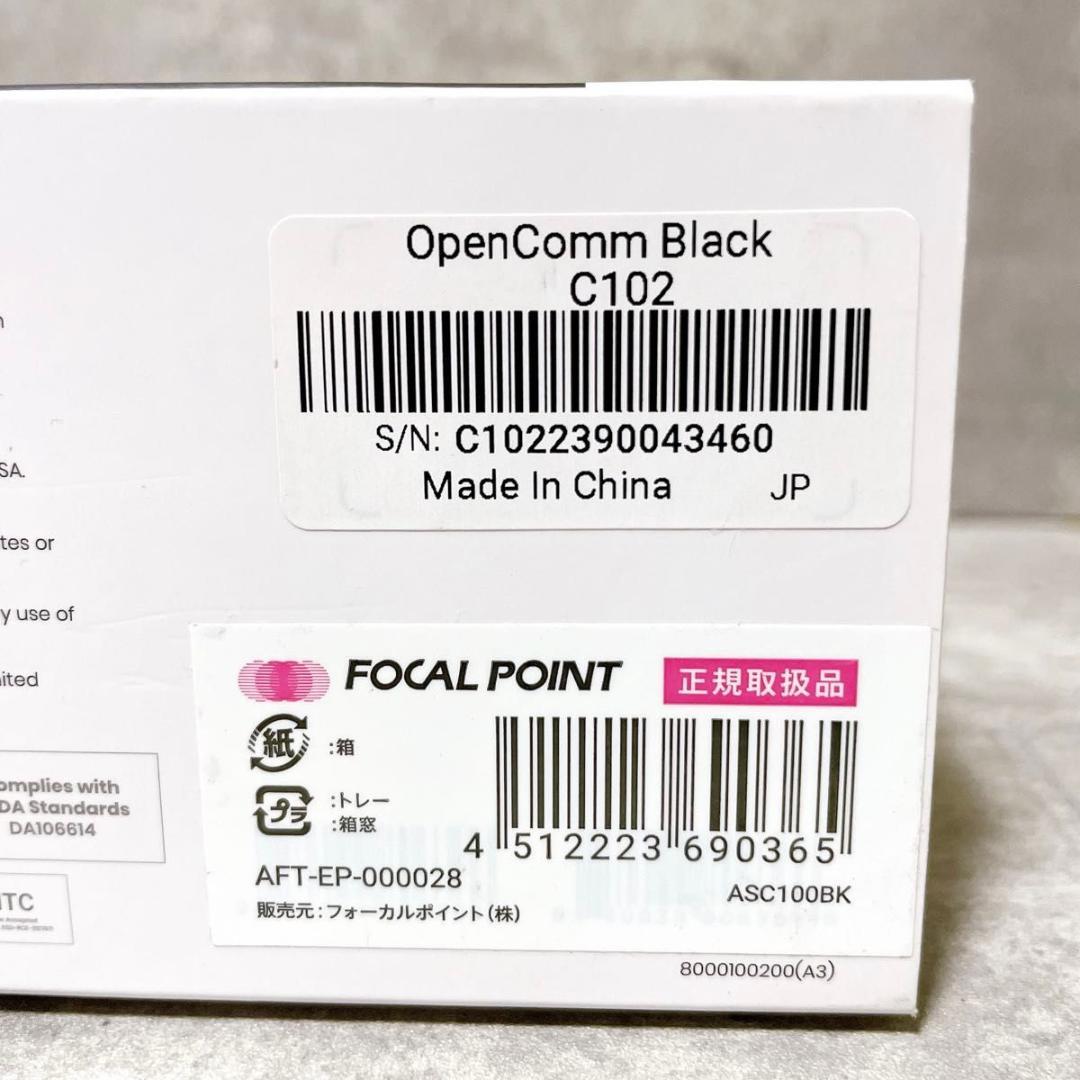 OpenComm Black
C102
S/N: C1022390043460
Made In China JP
SA.
tes or
y use of
ited
omplies with
DA Standards
DA106614
TC
FOCAL POINT 正規取扱品
紙 :箱
プラ :トレー
:箱窓
4 512223 690365
AFT-EP-000028
ASC100BK
販売元:フォーカルポイント(株)
8000100200(A3)